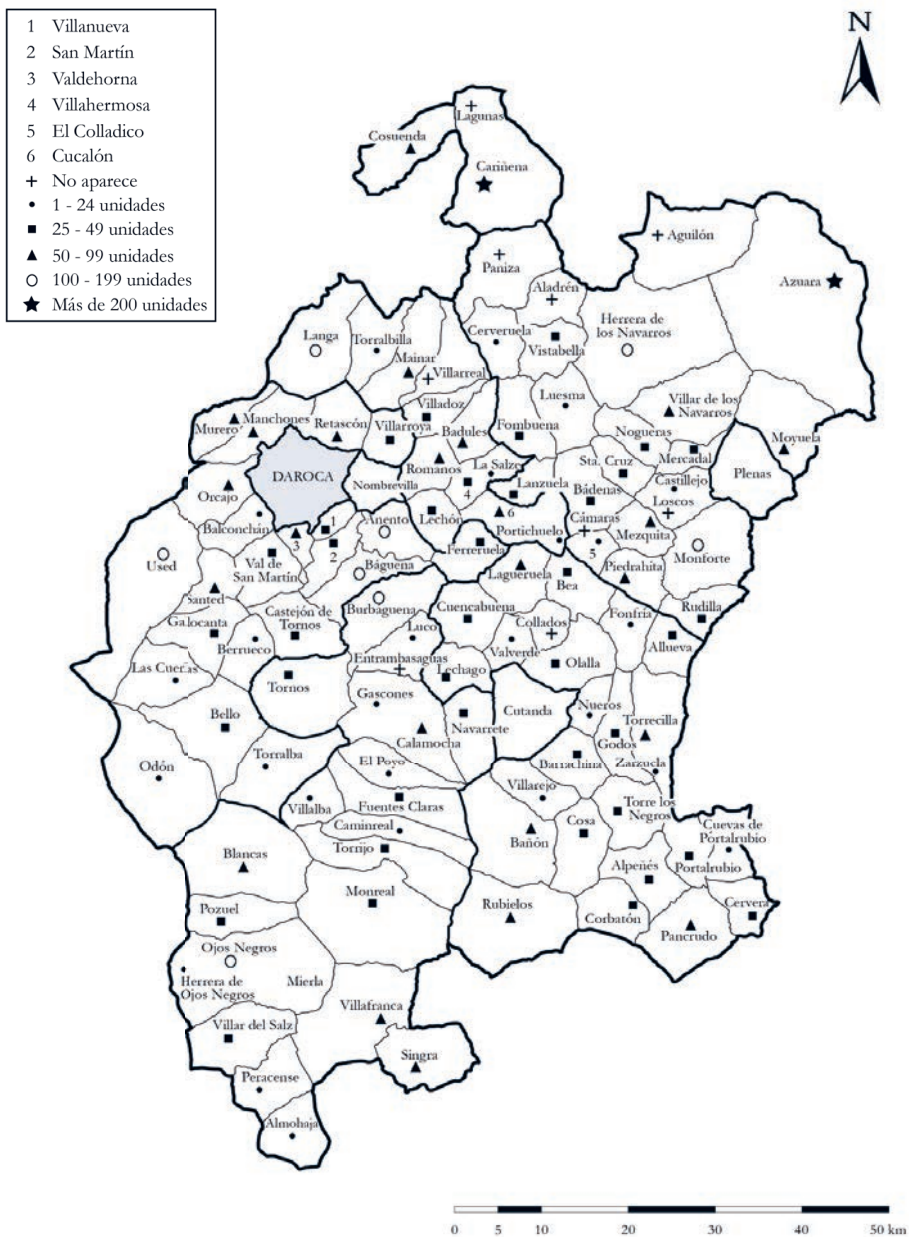 1 Villanueva
2 San Martín
3 Valdehorna
4 Villahermosa
5 El Colladico
6 Cucalón
No aparece
1 - 24 unidades
25 - 49 unidades
50 - 99 unidades
100 - 199 unidades
Más de 200 unidades
N
Lagunas
Cosuenda
Cariñena
Aguilón
Paniza
Azuara
Aladrén
Herrera de
los Navarros
Langa
Torralbilla
Cerveruela
Vistabella
Mainar
Villarreal
Luesma
Villar de los
Navarros
Villadoz
Murero
Manchones
Retascón
Villarroya
Badules
Fombuena
Nogueras
Mercadal
Moyuela
Romanos
La Salze
Sta. Cruz
Plenas
DAROCA
Nombrevilla
4
Lanzuela
Castillejo
Orcajo
Bádenas
Loscos
Balconchán
1
Anento
Lechón
6
Portichuelo
Cámaras
Mezquita
3
2
Ferreruela
5
Monforte
Used
Val de
San Martín
Báguena
Lagueruela
Bea
Piedrahíta
Santed
Burbaguena
Cuencabuena
Fonfría
Rudilla
Galocanta
Castejón de
Tornos
Luco
Collados
Berrueco
Valverde
Allueva
Las Cuerlas
Entrambasaguas
Lechago
Olalla
Tornos
Gascones
Nueros
Bello
Navarrete
Cutanda
Torrecilla
Calamocha
Godos
Odón
Torralba
El Poyo
Barrachina
Zarzuela
Villarejo
Villalba
Fuentes Claras
Torre los
Negros
Caminreal
Cosa
Cuevas de
Portalrubio
Torrijo
Bañón
Blancas
Alpeñés
Portalrubio
Monreal
Rubielos
Cervera
Pozuel
Corbatón
Pancrudo
Ojos Negros
Herrera de
Ojos Negros
Mierla
Villafranca
Villar del Salz
Singra
Peracense
Almohaja
0 5 10 20 30 40 50 km